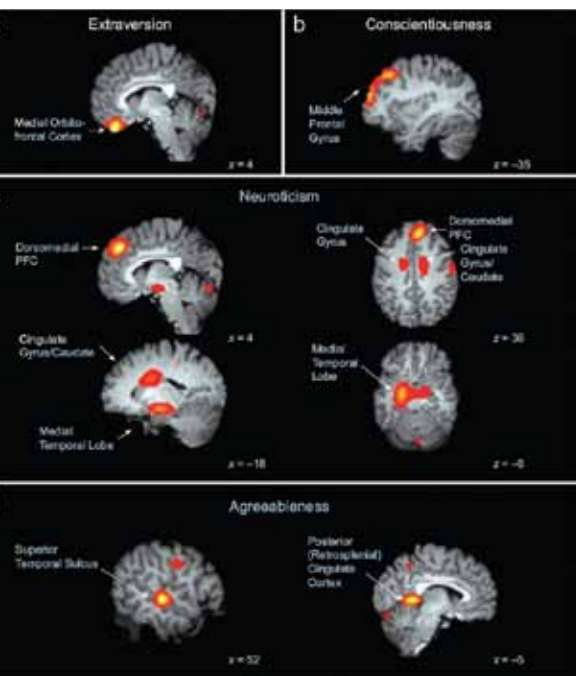 Extraversion
Medial Orbito-
frontal Cortex
x = 4
b
Conscientiousness
Middle
Frontal
Gyrus
x = –35
Neuroticism
Dorsomedial
PFC
x = 4
Cingulate
Gyrus
Dorsomedial
PFC
Cingulate
Gyrus/
Caudate
z = 36
Cingulate
Gyrus/Caudate
Medial
Temporal Lobe
x = –18
Medial
Temporal
Lobe
Agreeableness
Superior
Temporal Sulcus
x = 52
Posterior
(Retrosplenial)
Cingulate
Cortex
x = –5